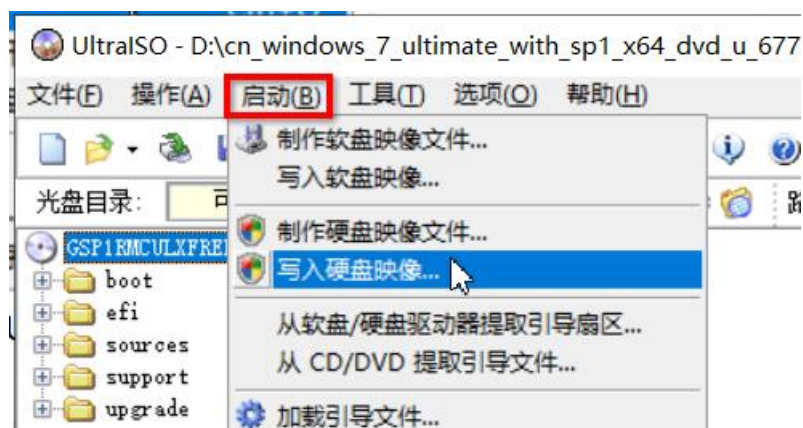 UltraISO - D:\cn_windows_7_ultimate_with_sp1_x64_dvd_u_677
文件(F) 操作(A) 启动(B) 工具(T) 选项(O) 帮助(H)
制作软盘映像文件...
写入软盘映像...
光盘目录: 可
制作硬盘映像文件...
GSP1RMCULXFREI
写入硬盘映像...
boot
efi
从软盘/硬盘驱动器提取引导扇区...
sources
从 CD/DVD 提取引导文件...
support
upgrade
加载引导文件...